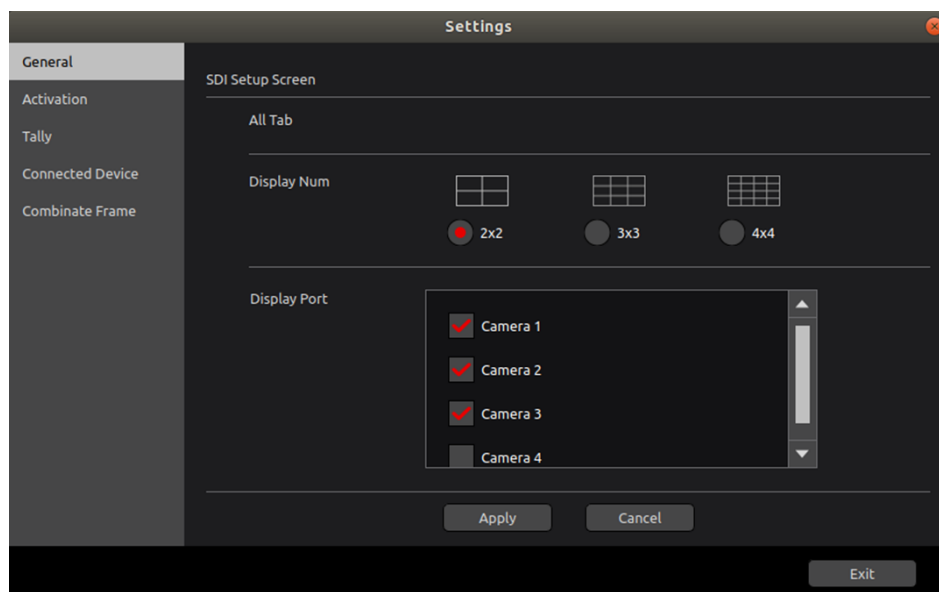 Settings
General
Activation
Tally
Connected Device
Combinate Frame
SDI Setup Screen
All Tab
Display Num
2x2 3x3 4x4
Display Port
Camera 1
Camera 2
Camera 3
Camera 4
Apply Cancel
Exit